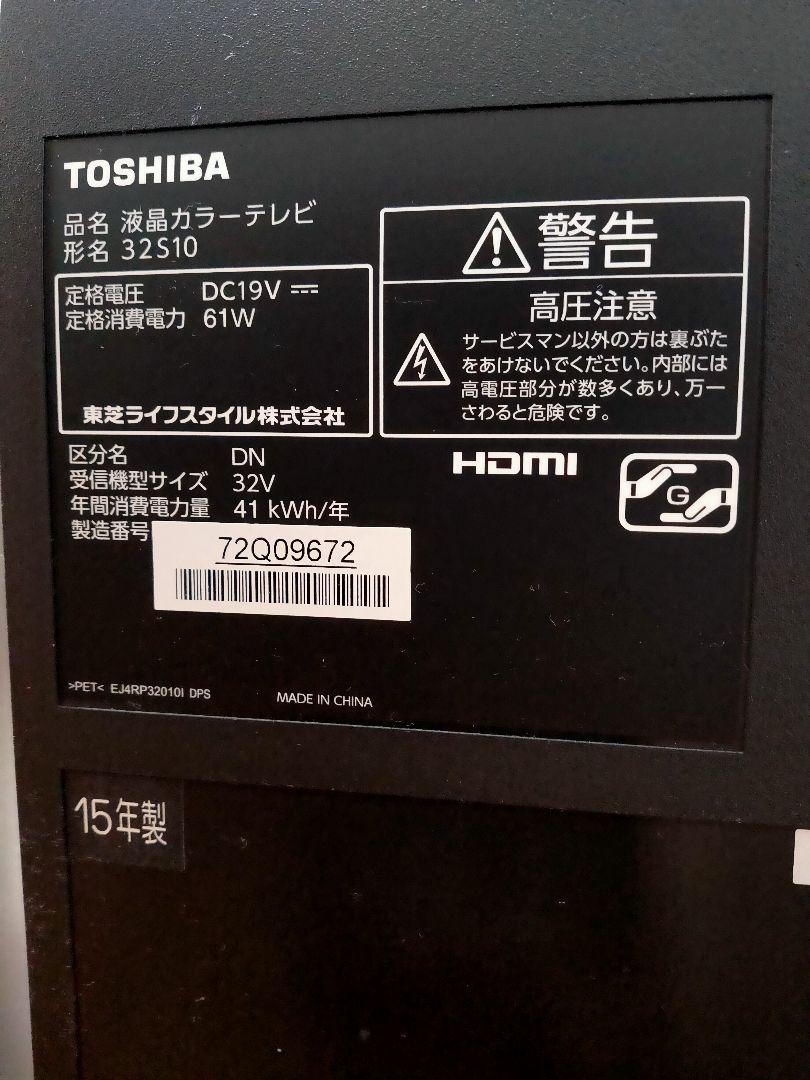 TOSHIBA
品名 液晶カラーテレビ
形名 32S10
定格電圧 DC19V
定格消費電力 61W
東芝ライフスタイル株式会社
警告
高圧注意
サービスマン以外の方は裏ぶた
をあけないでください。内部には
高電圧部分が数多くあり、万一
さわると危険です。
区分名 DN
受信機型サイズ 32V
年間消費電力量 41 kWh/年
製造番号
72Q09672
HDMI
G
>PET< EJ4RP32010I DPS
MADE IN CHINA
15年製